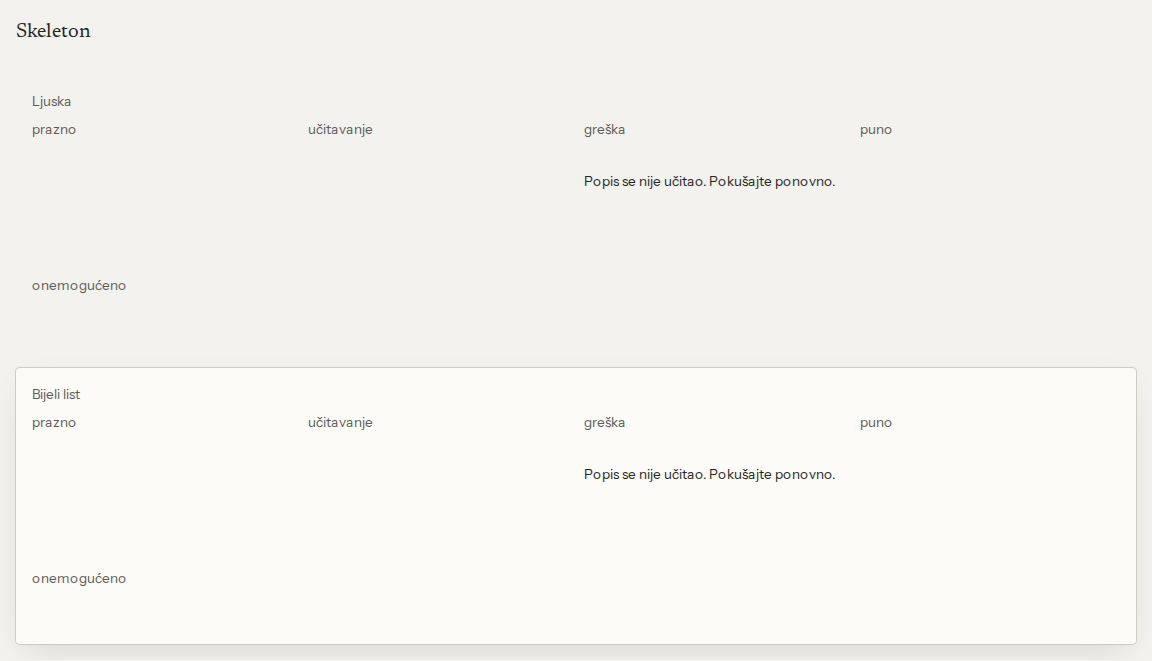 Skeleton
Ljuska
prazno učitavanje greška puno
Popis se nije učitao. Pokušajte ponovno.
onemogućeno
Bijeli list
prazno učitavanje greška puno
Popis se nije učitao. Pokušajte ponovno.
onemogućeno